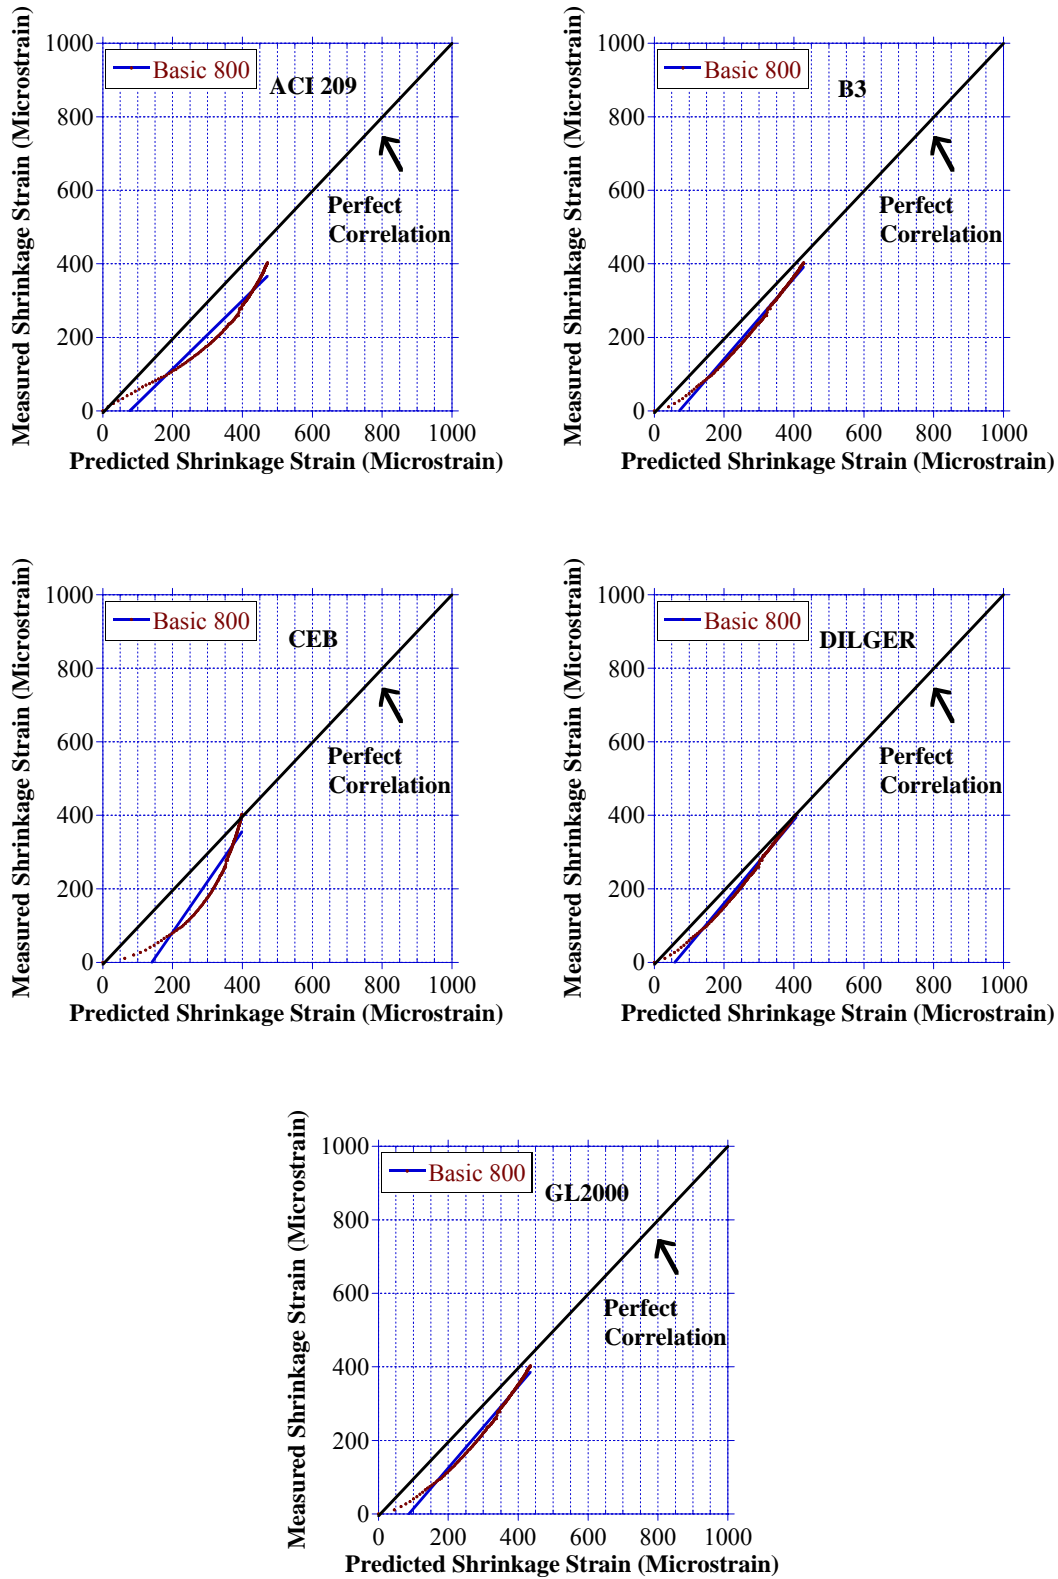 Measured Shrinkage Strain (Microstrain)
1000
800
600
400
200
0
Basic 800
ACI 209
Perfect
Correlation
0 200 400 600 800 1000
Predicted Shrinkage Strain (Microstrain)
Measured Shrinkage Strain (Microstrain)
1000
800
600
400
200
0
Basic 800
B3
Perfect
Correlation
0 200 400 600 800 1000
Predicted Shrinkage Strain (Microstrain)
Measured Shrinkage Strain (Microstrain)
1000
800
600
400
200
0
Basic 800
CEB
Perfect
Correlation
0 200 400 600 800 1000
Predicted Shrinkage Strain (Microstrain)
Measured Shrinkage Strain (Microstrain)
1000
800
600
400
200
0
Basic 800
DILGER
Perfect
Correlation
0 200 400 600 800 1000
Predicted Shrinkage Strain (Microstrain)
Measured Shrinkage Strain (Microstrain)
1000
800
600
400
200
0
Basic 800
GL2000
Perfect
Correlation
0 200 400 600 800 1000
Predicted Shrinkage Strain (Microstrain)